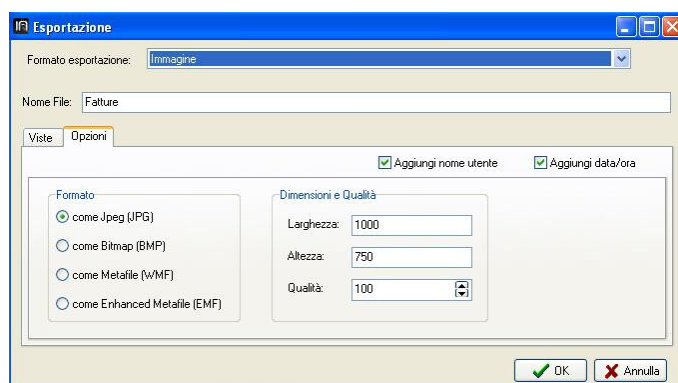 Esportazione
Formato esportazione: Immagine
Nome File: Fatture
Viste Opzioni
Aggiungi nome utente Aggiungi data/ora
Formato
come Jpeg (JPG)
come Bitmap (BMP)
come Metafile (WMF)
come Enhanced Metafile (EMF)
Dimensioni e Qualità
Larghezza: 1000
Altezza: 750
Qualità: 100
OK Annulla